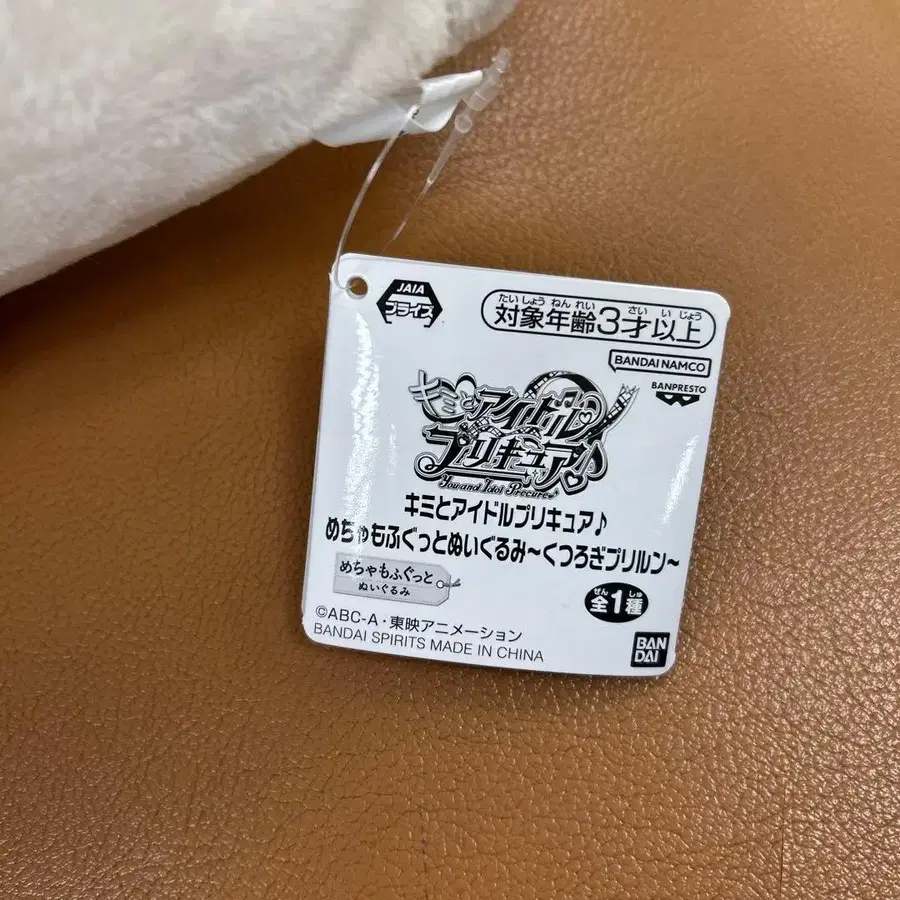 JAIA
プライズ
たいしょうねんれい さい いじょう
対象年齢3才以上
BANDAI NAMCO
BANPRESTO
キミとアイドル
プリキュア♪
You and Idol Precure♪
キミとアイドルプリキュア♪
めちゃもふぐっとぬいぐるみ～くつろぎプリルン～
めちゃもふぐっと
ぬいぐるみ
ぜん しゅ
全1種
©ABC-A・東映アニメーション
BANDAI SPIRITS MADE IN CHINA
BAN
DAI